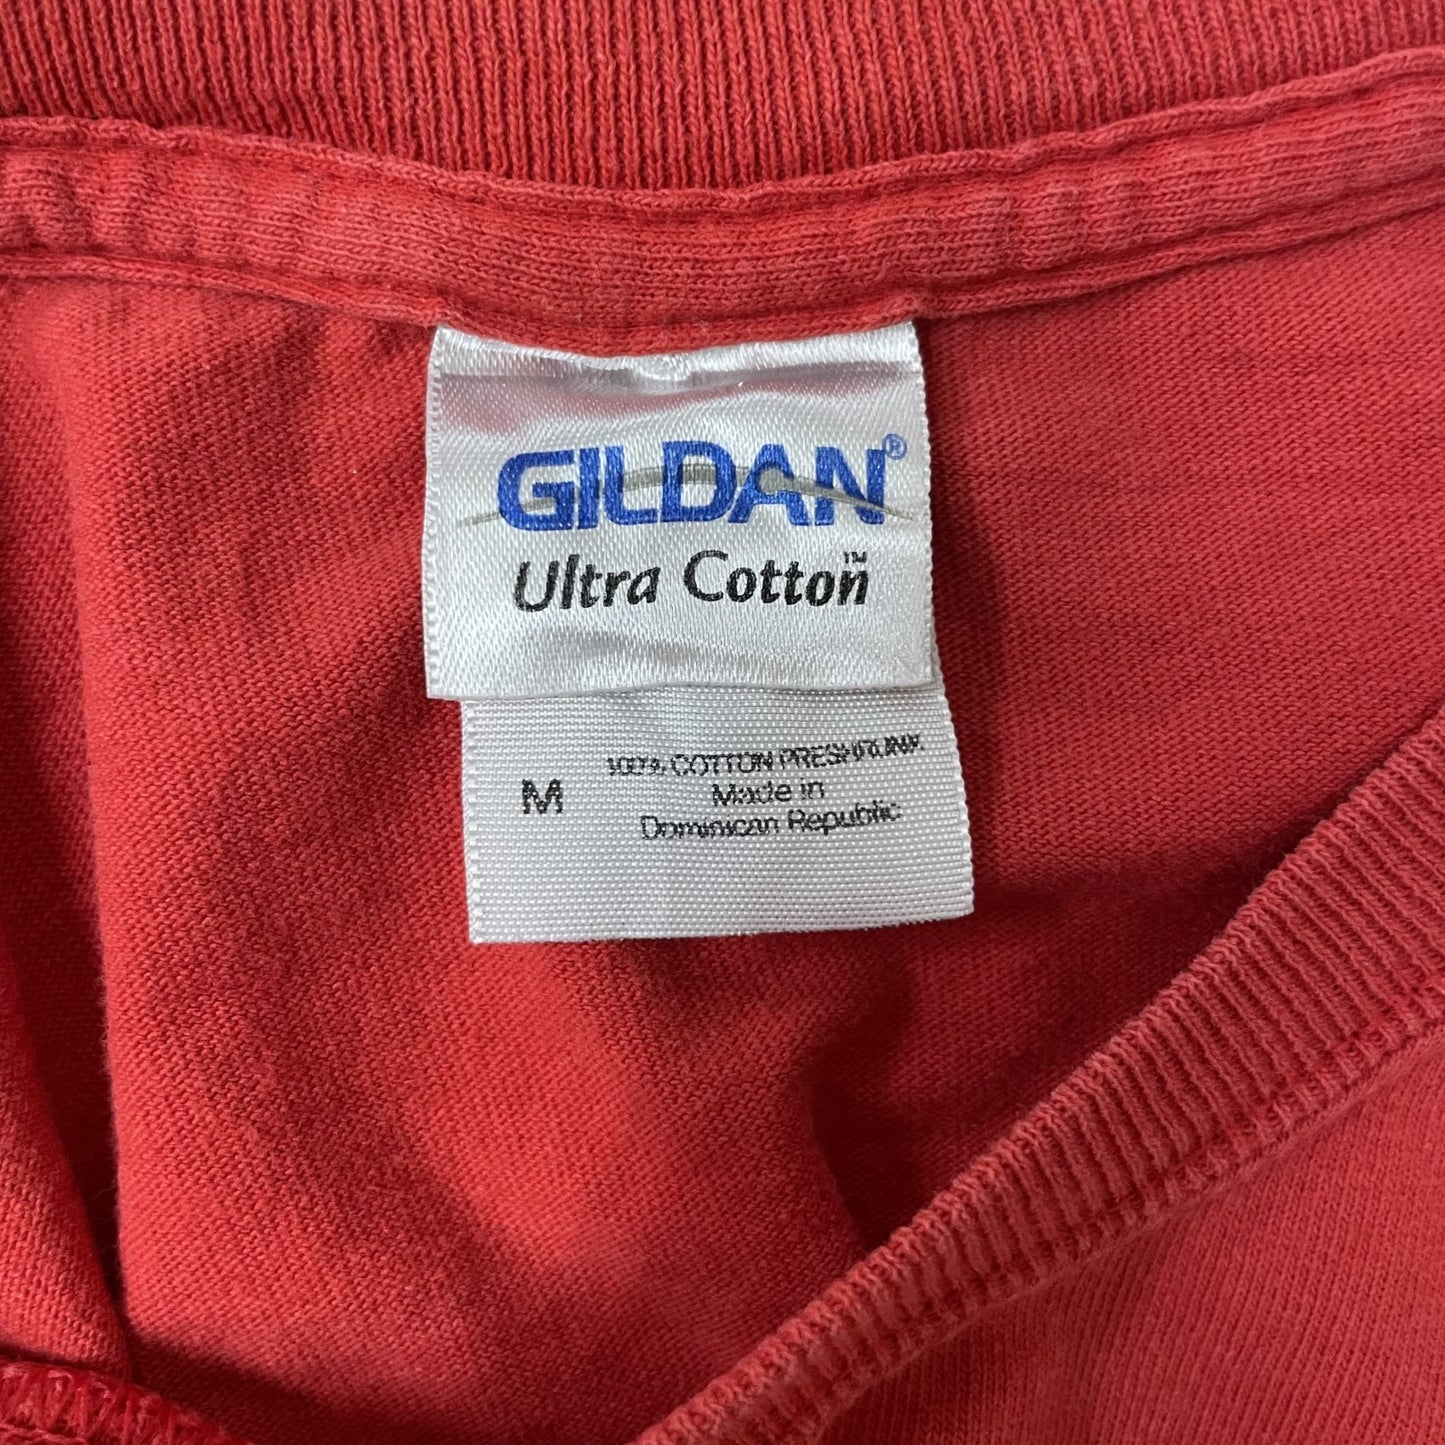 GILDAN®
Ultra Cotton™
M
100% COTTON PRESHRUNK
Made in
Dominican Republic